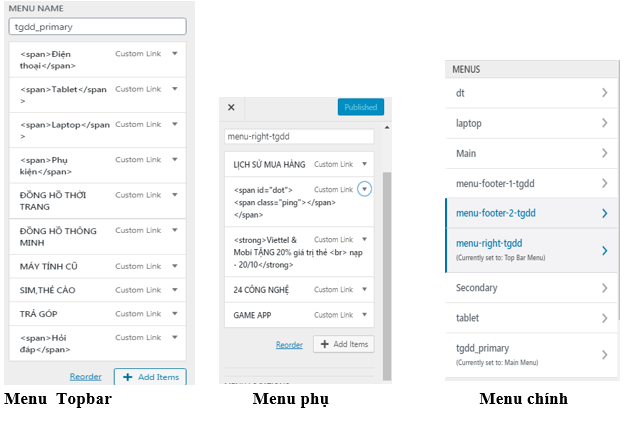 MENU NAME
tgdd_primary
<span>Điện
thoại</span>
Custom Link
<span>Tablet</span
>
Custom Link
<span>Laptop</span
>
Custom Link
<span>Phụ
kiện</span>
Custom Link
ĐỒNG HỒ THỜI
TRANG
Custom Link
ĐỒNG HỒ THÔNG
MINH
Custom Link
MÁY TÍNH CŨ
Custom Link
SIM,THẺ CÀO
Custom Link
TRẢ GÓP
Custom Link
<span>Hỏi
đáp</span>
Custom Link
Reorder
+ Add Items
Menu Topbar
×
Published
menu-right-tgdd
LỊCH SỬ MUA HÀNG
Custom Link
<span id="dot">
<span class="ping"></span>
</span>
Custom Link
<strong>Viettel &
Mobi TẶNG 20% giá trị thẻ <br> nạp
- 20/10</strong>
Custom Link
24 CÔNG NGHỆ
Custom Link
GAME APP
Custom Link
Reorder
+ Add Items
Menu phụ
MENUS
dt
laptop
Main
menu-footer-1-tgdd
menu-footer-2-tgdd
menu-right-tgdd
(Currently set to: Top Bar Menu)
Secondary
tablet
tgdd_primary
(Currently set to: Main Menu)
Menu chính